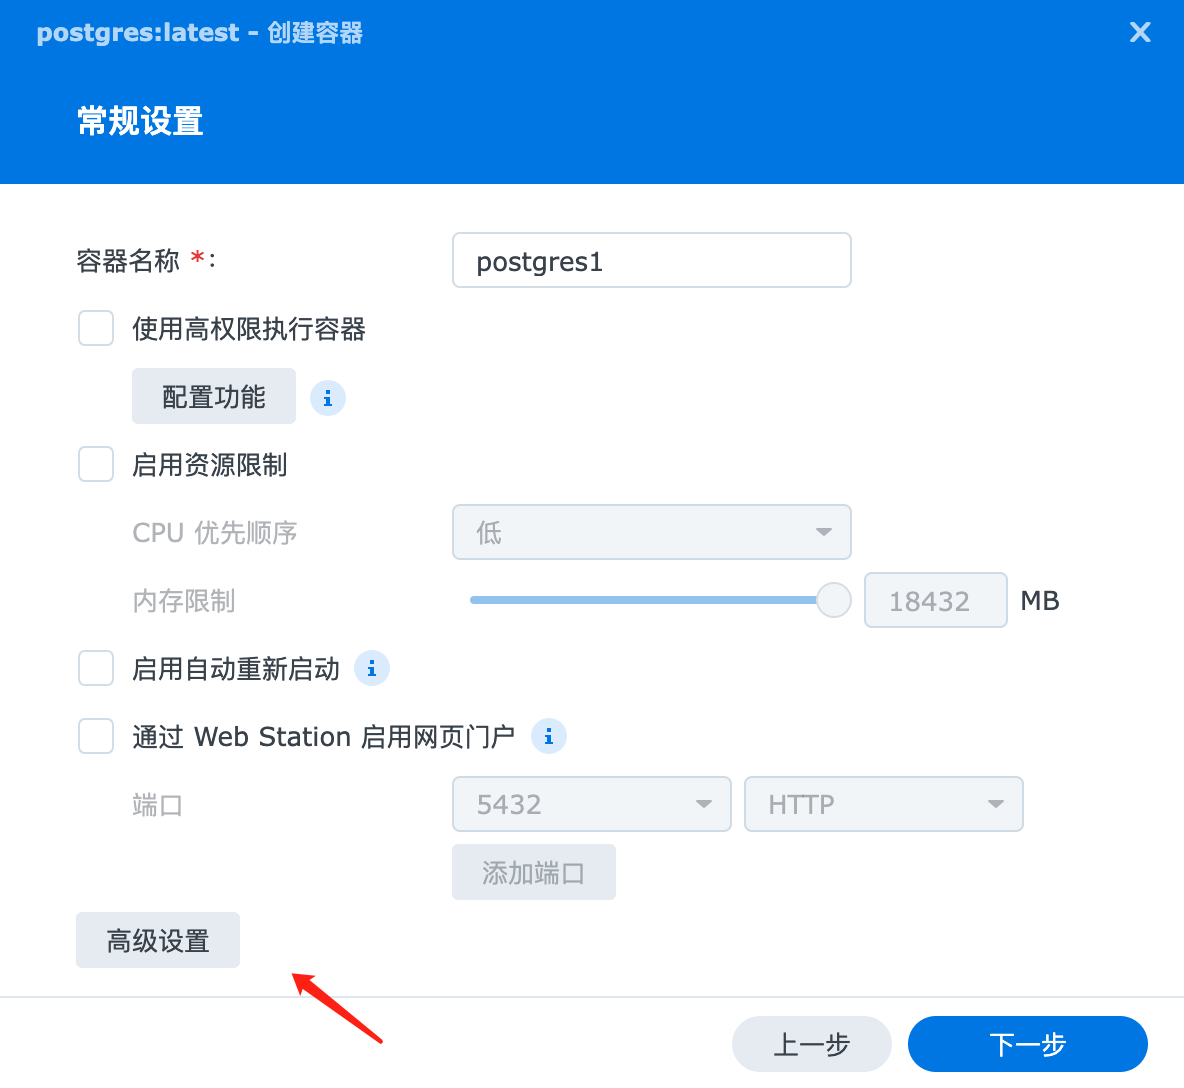 postgres:latest - 创建容器
常规设置
容器名称 *: postgres1
使用高权限执行容器
配置功能
启用资源限制
CPU 优先顺序 低
内存限制 18432 MB
启用自动重新启动
通过 Web Station 启用网页门户
端口 5432 HTTP
添加端口
高级设置
上一步 下一步